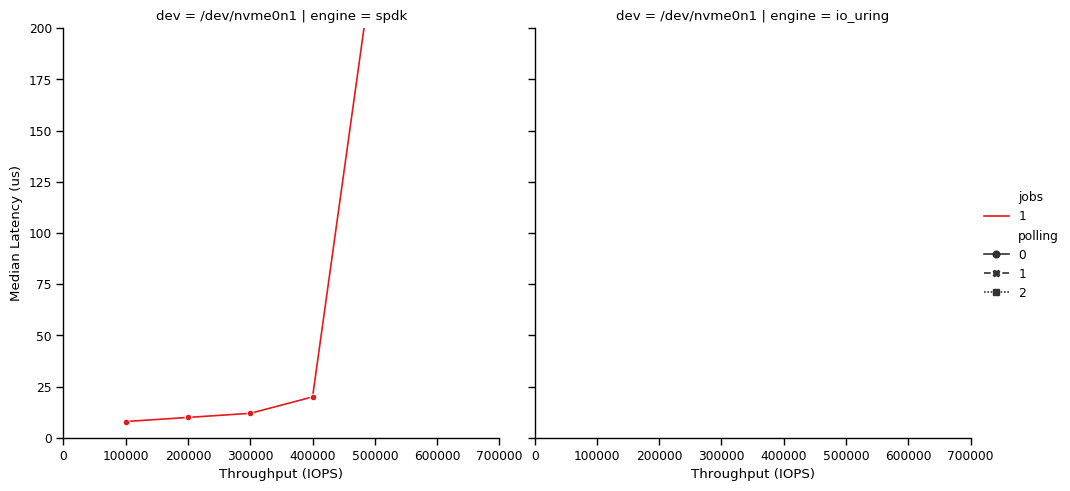 dev = /dev/nvme0n1 | engine = spdk
dev = /dev/nvme0n1 | engine = io_uring
200
175
150
125
100
75
50
25
0
Median Latency (us)
0 100000 200000 300000 400000 500000 600000 700000
Throughput (IOPS)
0 100000 200000 300000 400000 500000 600000 700000
Throughput (IOPS)
jobs
1
polling
0
1
2